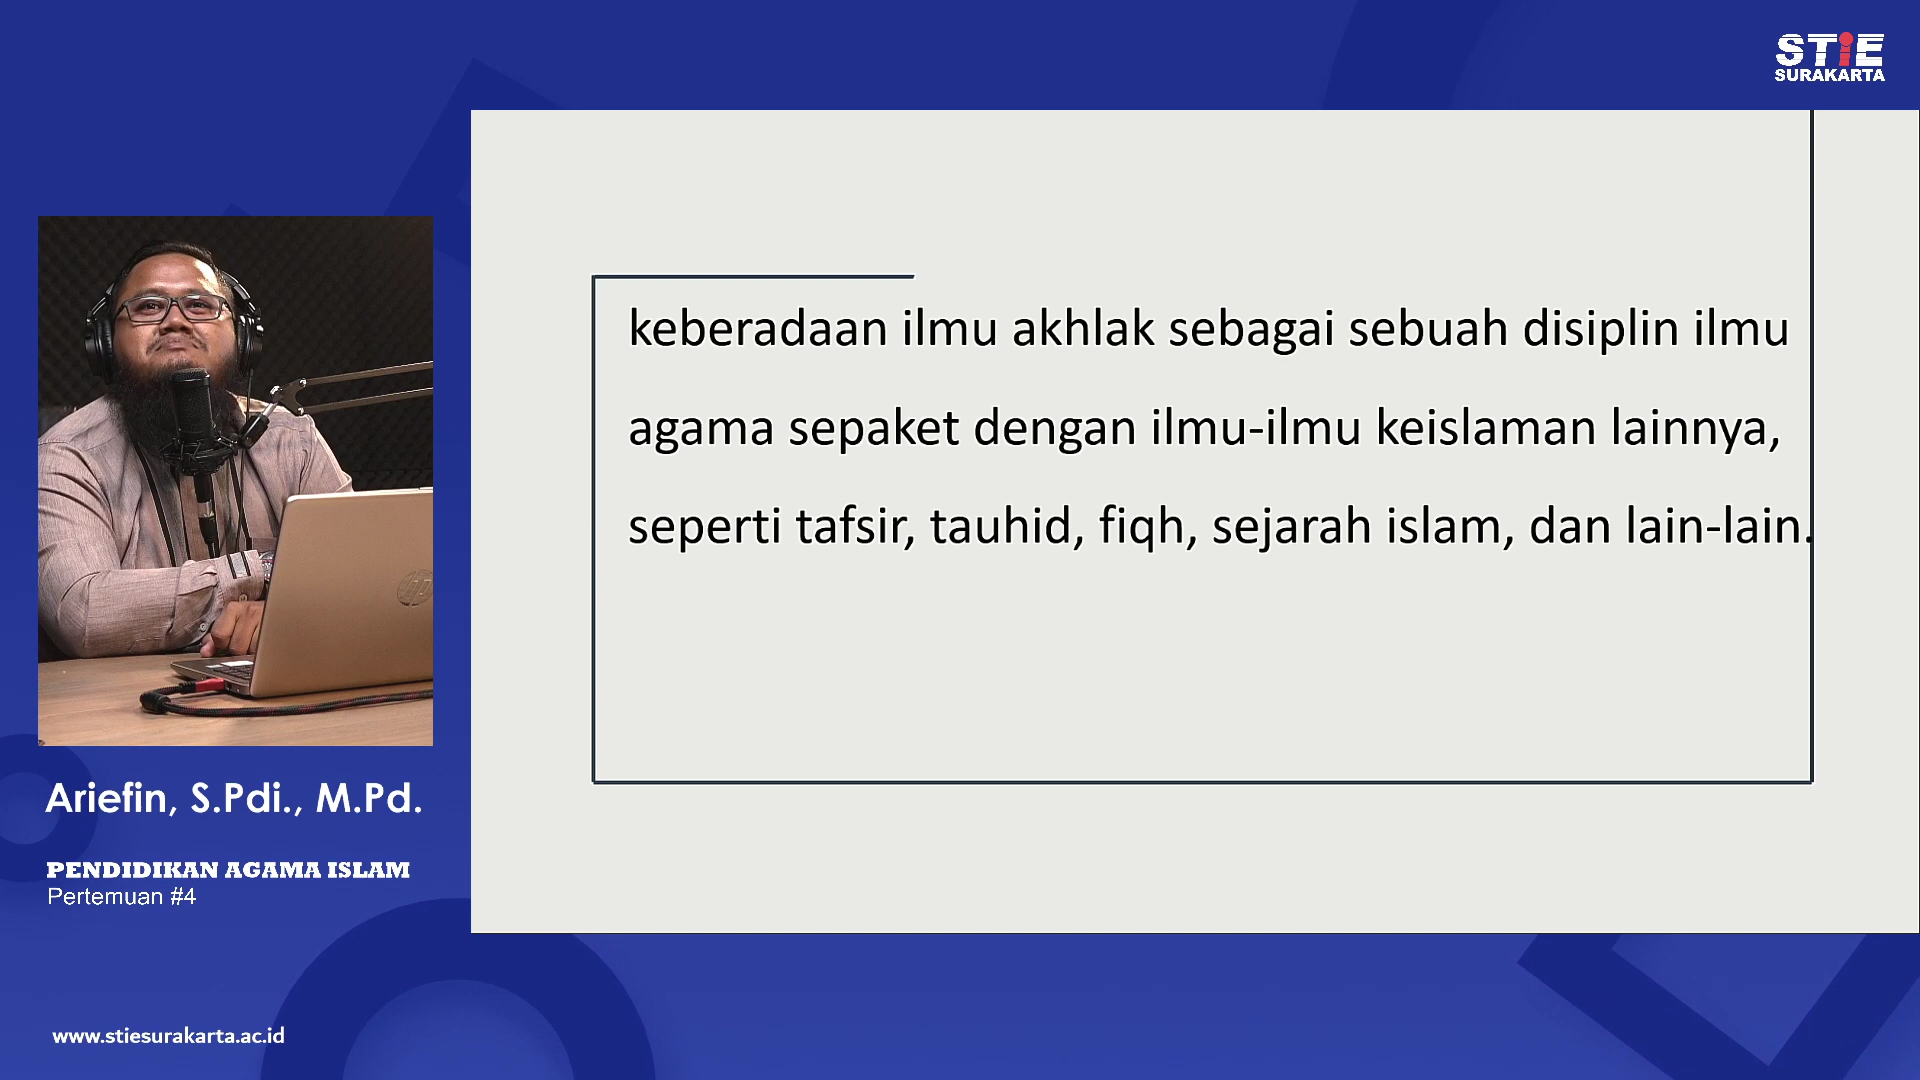 STiE
SURAKARTA
keberadaan ilmu akhlak sebagai sebuah disiplin ilmu
agama sepaket dengan ilmu-ilmu keislaman lainnya,
seperti tafsir, tauhid, fiqh, sejarah islam, dan lain-lain.
hp
Ariefin, S.Pdi., M.Pd.
PENDIDIKAN AGAMA ISLAM
Pertemuan #4
www.stiesurakarta.ac.id